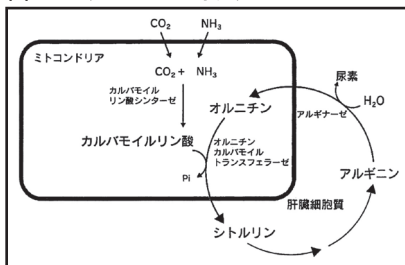 CO₂ NH₃
ミトコンドリア
CO₂ + NH₃
尿素
H₂O
カルバモイル
リン酸シンターゼ
オルニチン
アルギナーゼ
カルバモイルリン酸
オルニチン
カルバモイル
トランスフェラーゼ
アルギニン
Pi
肝臓細胞質
シトルリン